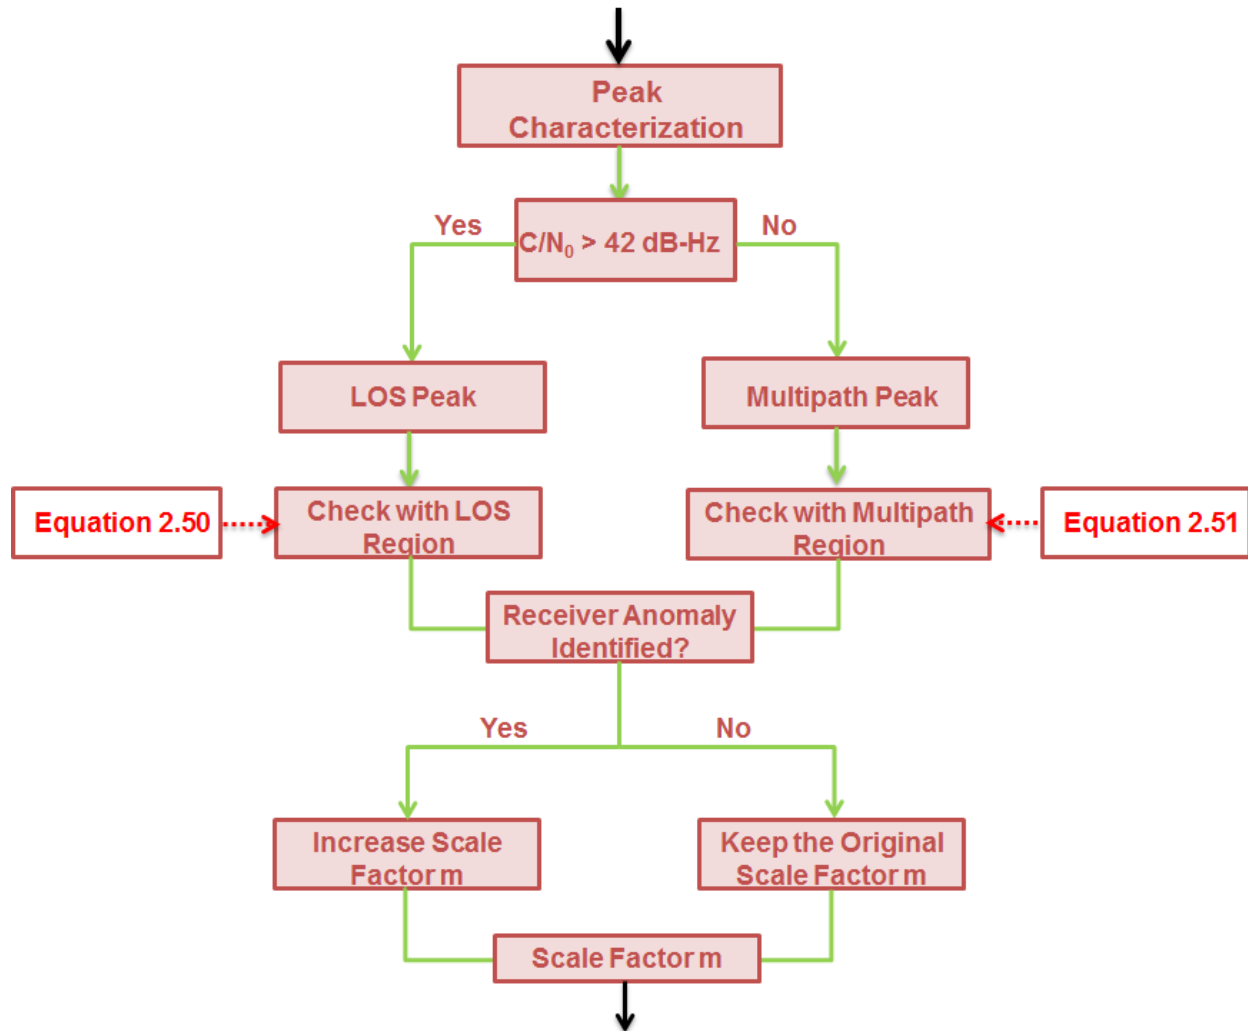 Peak
Characterization
Yes
C/N₀ > 42 dB-Hz
No
LOS Peak
Multipath Peak
Equation 2.50
Check with LOS
Region
Check with Multipath
Region
Equation 2.51
Receiver Anomaly
Identified?
Yes
No
Increase Scale
Factor m
Keep the Original
Scale Factor m
Scale Factor m